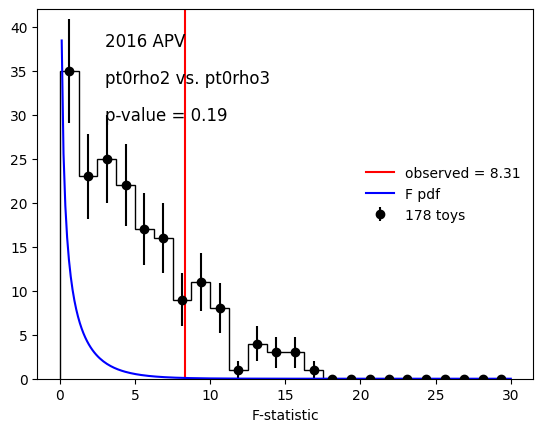 2016 APV
pt0rho2 vs. pt0rho3
p-value = 0.19
observed = 8.31
F pdf
178 toys
40
35
30
25
20
15
10
5
0
0 5 10 15 20 25 30
F-statistic